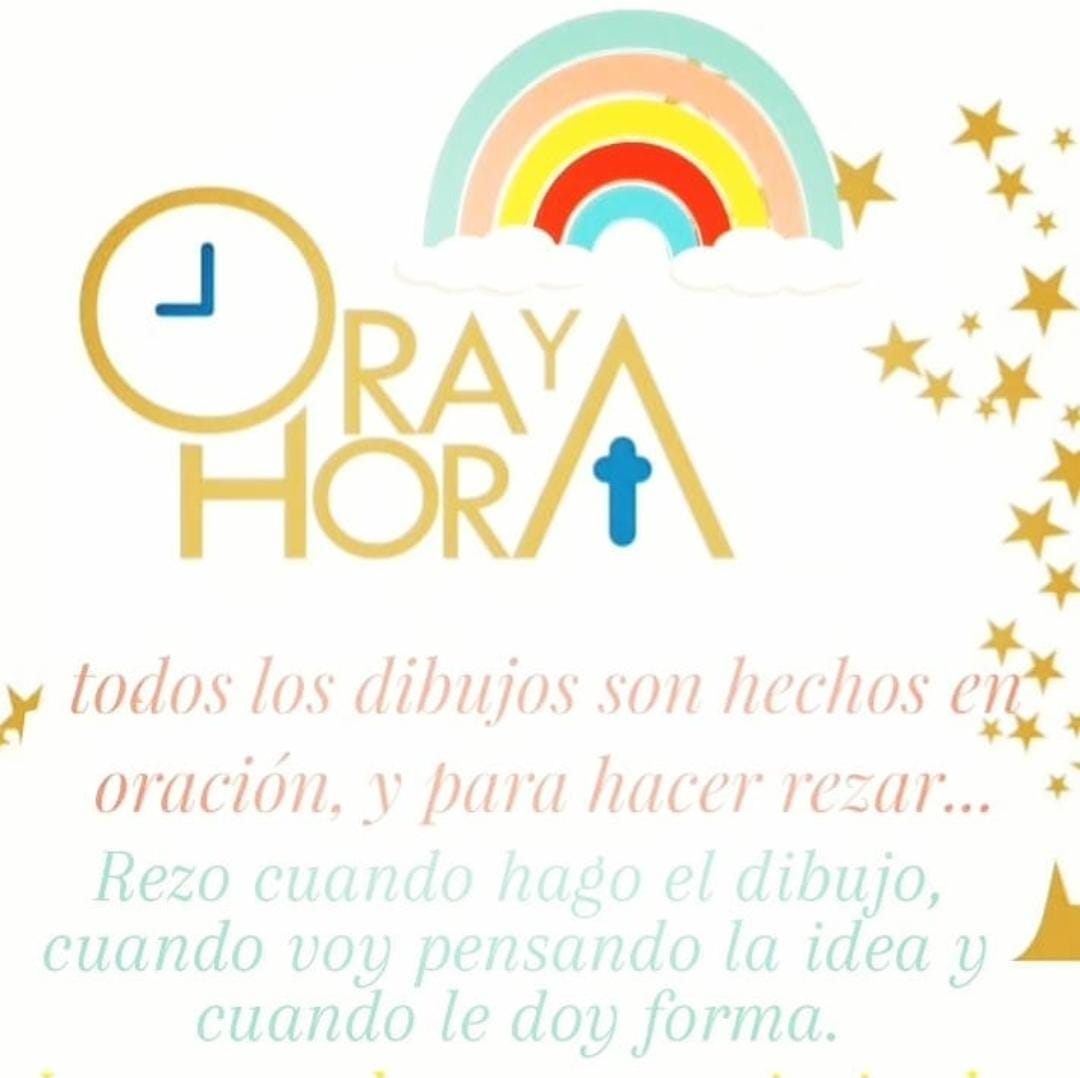 ORA Y
HORA
todos los dibujos son hechos en
oración, y para hacer rezar...
Rezo cuando hago el dibujo,
cuando voy pensando la idea y
cuando le doy forma.